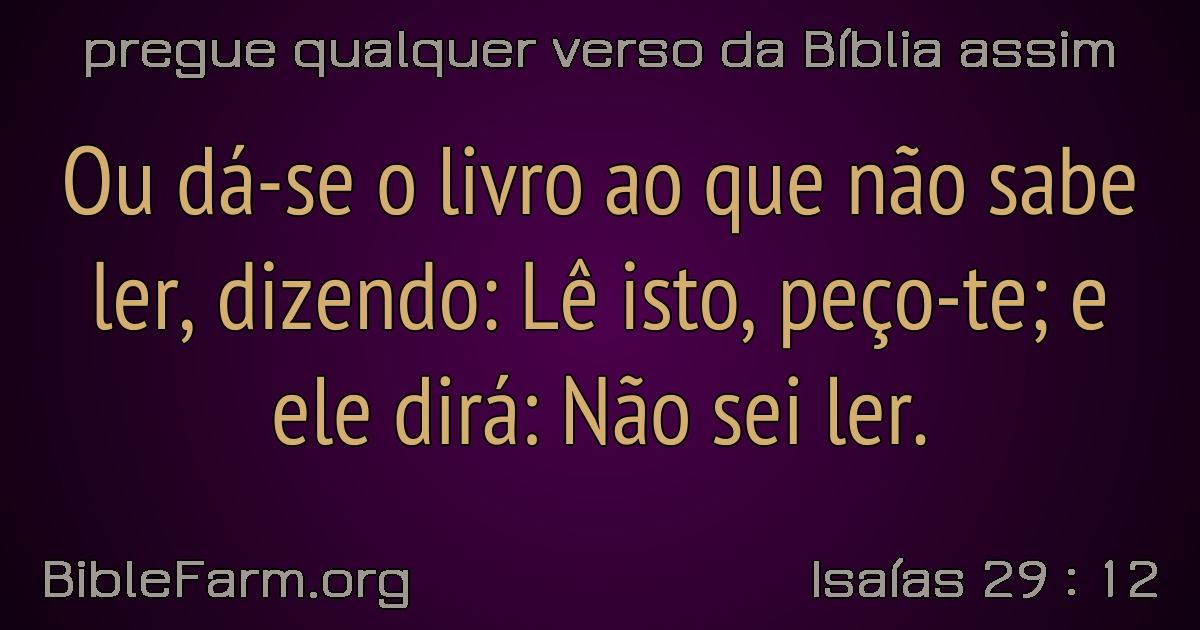 pregue qualquer verso da Bíblia assim
Ou dá-se o livro ao que não sabe
ler, dizendo: Lê isto, peço-te; e
ele dirá: Não sei ler.
BibleFarm.org
Isaías 29 : 12